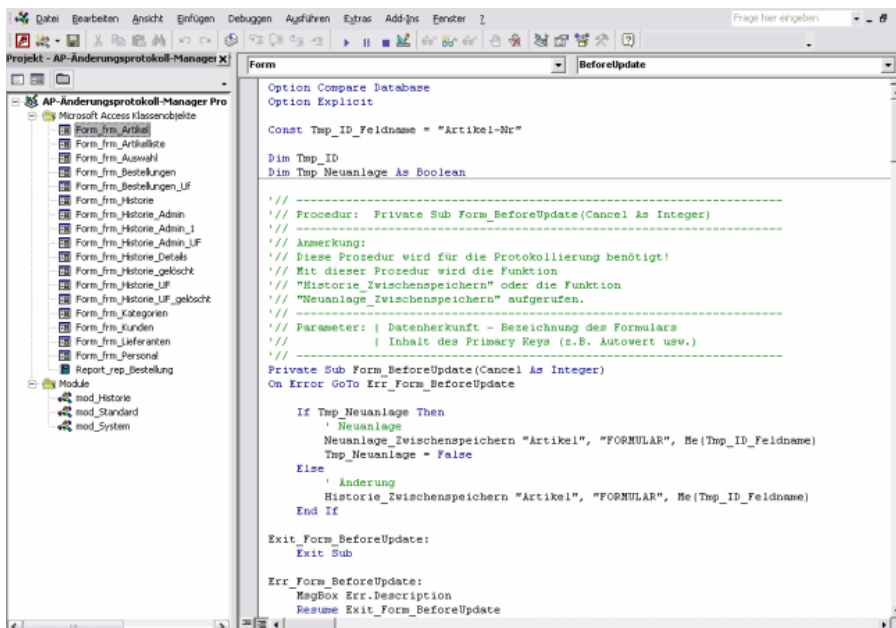 Datei Bearbeiten Ansicht Einfügen Debuggen Ausführen Extras Add-Ins Fenster ?
Frage hier eingeben
Projekt - AP-Änderungsprotokoll-Manager
AP-Änderungsprotokoll-Manager Pro
Microsoft Access Klassenobjekte
Form_frm_Artikel
Form_frm_Artikelliste
Form_frm_Auswahl
Form_frm_Bestellungen
Form_frm_Bestellungen_Uf
Form_frm_Historie
Form_frm_Historie_Admin
Form_frm_Historie_Admin_1
Form_frm_Historie_Admin_UF
Form_frm_Historie_Details
Form_frm_Historie_gelöscht
Form_frm_Historie_UF
Form_frm_Historie_UF_gelöscht
Form_frm_Kategorien
Form_frm_Kunden
Form_frm_Lieferanten
Form_frm_Personal
Report_rep_Bestellung
Module
mod_Historie
mod_Standard
mod_System
Form
BeforeUpdate
Option Compare Database
Option Explicit
Const Tmp_ID_Feldname = "Artikel-Nr"
Dim Tmp_ID
Dim Tmp_Neuanlage As Boolean
'// ----------------------------------------------------------------------
'// Procedur:  Private Sub Form_BeforeUpdate(Cancel As Integer)
'// ----------------------------------------------------------------------
'// Anmerkung:
'// Diese Prozedur wird für die Protokollierung benötigt!
'// Mit dieser Prozedur wird die Funktion
'// "Historie_Zwischenspeichern" oder die Funktion
'// "Neuanlage_Zwischenspeichern" aufgerufen.
'// ----------------------------------------------------------------------
'// Parameter: | Datenherkunft - Bezeichnung des Formulars
'//            | Inhalt des Primary Keys (z.B. Autowert usw.)
'// ----------------------------------------------------------------------
Private Sub Form_BeforeUpdate(Cancel As Integer)
On Error GoTo Err_Form_BeforeUpdate
If Tmp_Neuanlage Then
' Neuanlage
Neuanlage_Zwischenspeichern "Artikel", "FORMULAR", Me(Tmp_ID_Feldname)
Tmp_Neuanlage = False
Else
' Änderung
Historie_Zwischenspeichern "Artikel", "FORMULAR", Me(Tmp_ID_Feldname)
End If
Exit_Form_BeforeUpdate:
Exit Sub
Err_Form_BeforeUpdate:
MsgBox Err.Description
Resume Exit_Form_BeforeUpdate